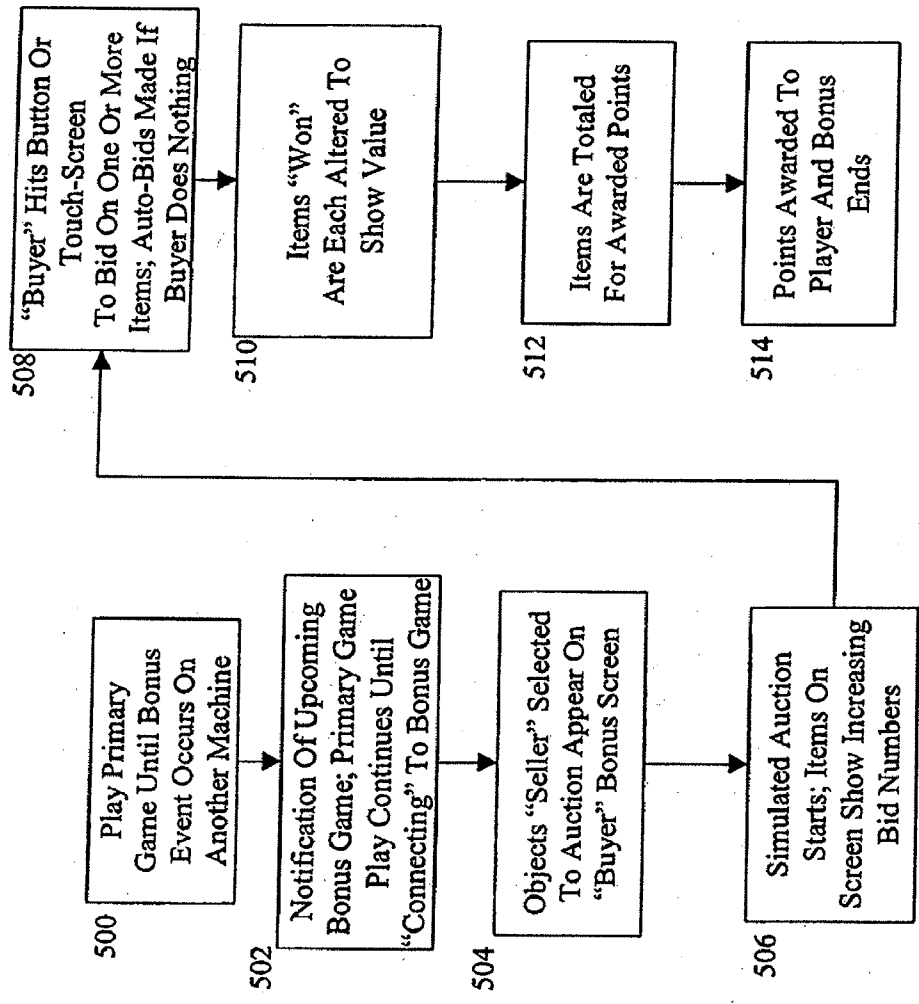 500
Play Primary
Game Until Bonus
Event Occurs On
Another Machine
502
Notification Of Upcoming
Bonus Game; Primary Game
Play Continues Until
“Connecting” To Bonus Game
504
Objects “Seller” Selected
To Auction Appear On
“Buyer” Bonus Screen
506
Simulated Auction
Starts; Items On
Screen Show Increasing
Bid Numbers
508
“Buyer” Hits Button Or
Touch-Screen
To Bid On One Or More
Items; Auto-Bids Made If
Buyer Does Nothing
510
Items “Won”
Are Each Altered To
Show Value
512
Items Are Totaled
For Awarded Points
514
Points Awarded To
Player And Bonus
Ends